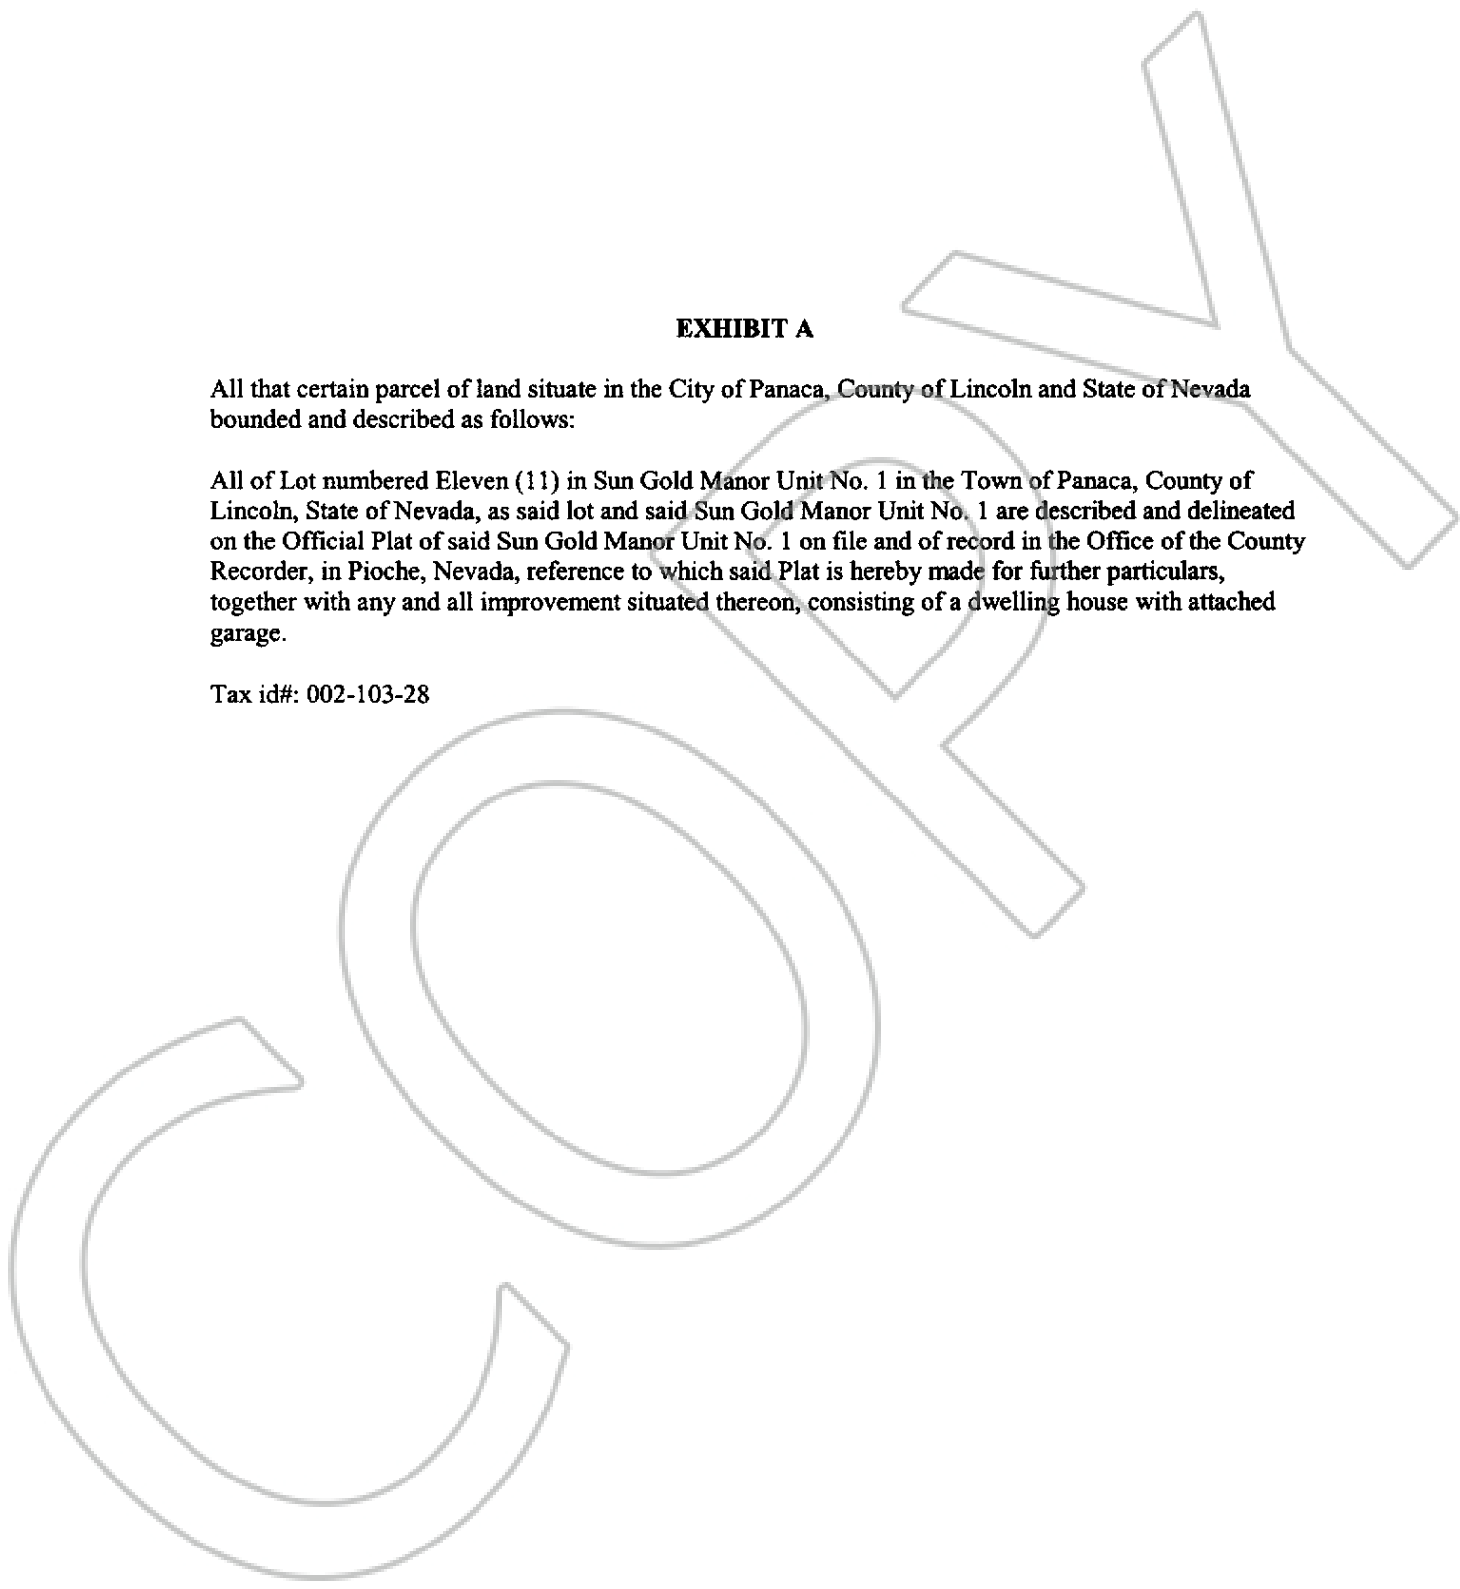 EXHIBIT A
All that certain parcel of land situate in the City of Panaca, County of Lincoln and State of Nevada
bounded and described as follows:
All of Lot numbered Eleven (11) in Sun Gold Manor Unit No. 1 in the Town of Panaca, County of
Lincoln, State of Nevada, as said lot and said Sun Gold Manor Unit No. 1 are described and delineated
on the Official Plat of said Sun Gold Manor Unit No. 1 on file and of record in the Office of the County
Recorder, in Pioche, Nevada, reference to which said Plat is hereby made for further particulars,
together with any and all improvement situated thereon, consisting of a dwelling house with attached
garage.
Tax id#: 002-103-28
COPY